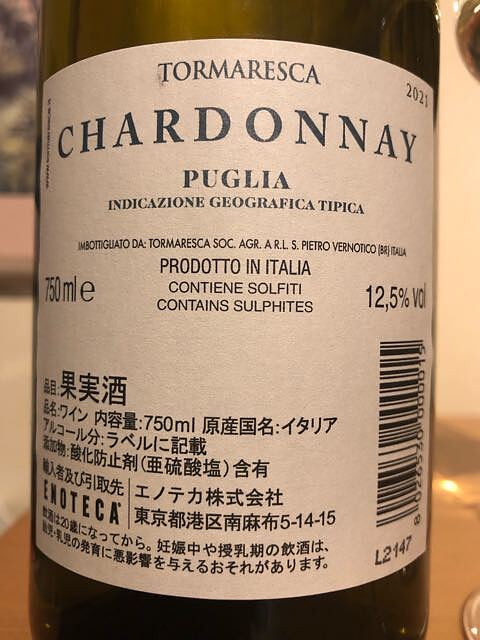 TORMARESCA
2021
CHARDONNAY
PUGLIA
INDICAZIONE GEOGRAFICA TIPICA
IMBOTTIGLIATO DA: TORMARESCA SOC. AGR. A R.L. S. PIETRO VERNOTICO (BR) ITALIA
PRODOTTO IN ITALIA
750 ml e
CONTIENE SOLFITI
CONTAINS SULPHITES
12,5% vol
品目:果実酒
品名:ワイン 内容量:750ml 原産国名:イタリア
アルコール分:ラベルに記載
添加物:酸化防止剤(亜硫酸塩)含有
輸入者及び引取先
ENOTECA
エノテカ株式会社
東京都港区南麻布5-14-15
飲酒は20歳になってから。妊娠中や授乳期の飲酒は、
胎児・乳児の発育に悪影響を与えるおそれがあります。
L2147